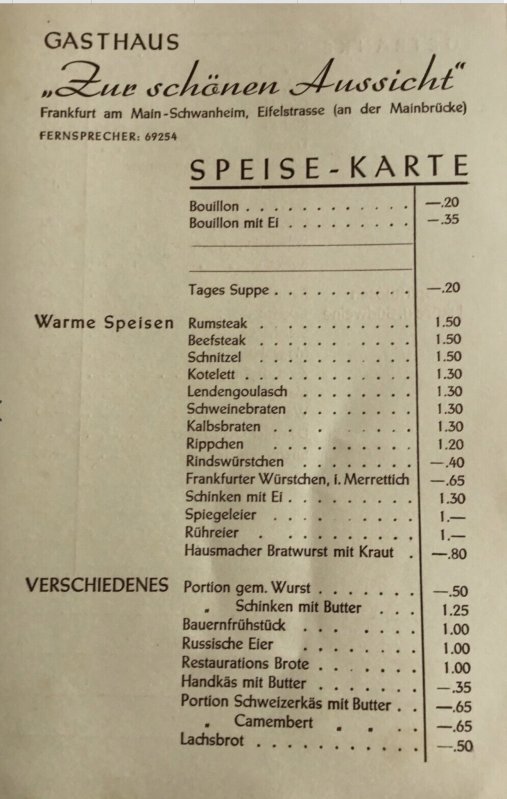 GASTHAUS
„Zur schönen Aussicht“
Frankfurt am Main-Schwanheim, Eifelstrasse (an der Mainbrücke)
FERNSPRECHER: 69254
SPEISE-KARTE
Bouillon . . . . . . . . . . . . —.20
Bouillon mit Ei . . . . . . . . . —.35
Tages Suppe . . . . . . . . . . —.20
Warme Speisen
Rumsteak . . . . . . . . . . . 1.50
Beefsteak . . . . . . . . . . . 1.50
Schnitzel . . . . . . . . . . . 1.50
Kotelett . . . . . . . . . . . . 1.30
Lendengoulasch . . . . . . . . 1.30
Schweinebraten . . . . . . . . 1.30
Kalbsbraten . . . . . . . . . . 1.30
Rippchen . . . . . . . . . . . 1.20
Rindswürstchen . . . . . . . . —.40
Frankfurter Würstchen, i. Merrettich —.65
Schinken mit Ei . . . . . . . . . 1.30
Spiegeleier . . . . . . . . . . 1.—
Rühreier . . . . . . . . . . . 1.—
Hausmacher Bratwurst mit Kraut . —.80
VERSCHIEDENES
Portion gem. Wurst . . . . . . . —.50
„ Schinken mit Butter . . . 1.25
Bauernfrühstück . . . . . . . 1.00
Russische Eier . . . . . . . . 1.00
Restaurations Brote . . . . . . . 1.00
Handkäs mit Butter . . . . . . . —.35
Portion Schweizerkäs mit Butter . . —.65
„ Camembert „ „ . . —.65
Lachsbrot . . . . . . . . . . . —.50